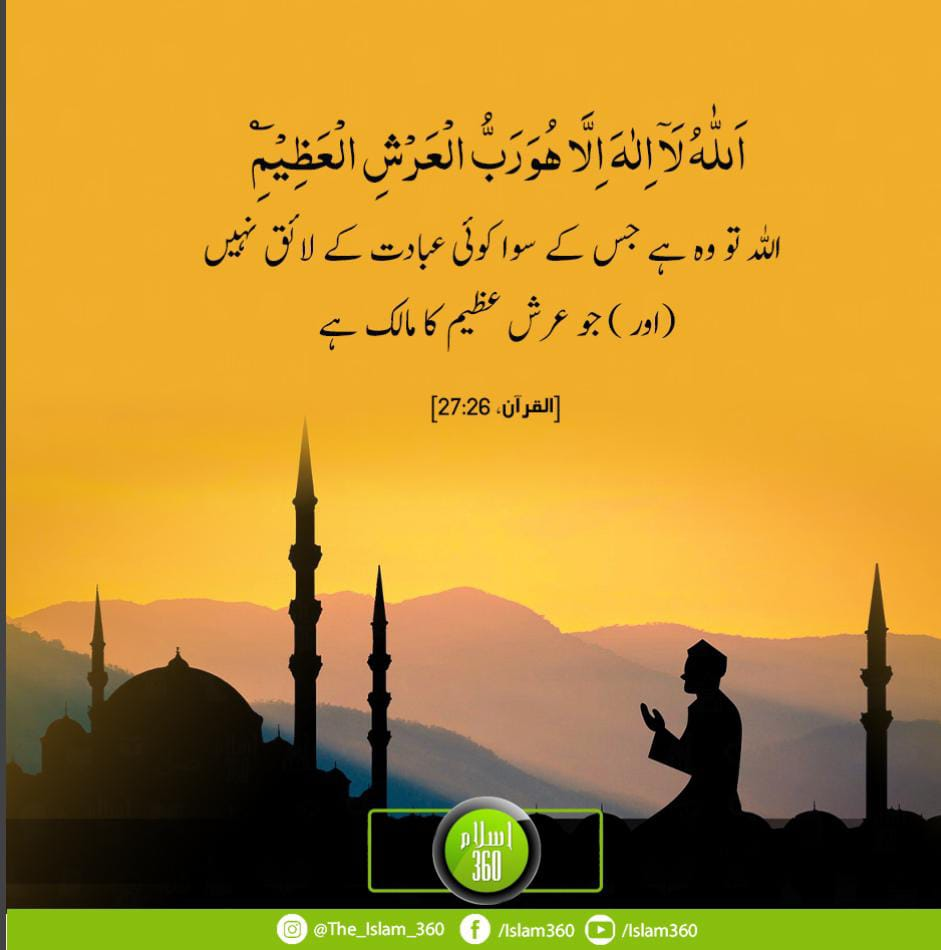 اَللّٰهُ لَاۤ اِلٰهَ اِلَّا هُوَ رَبُّ الْعَرْشِ الْعَظِیْمِ۩
اللہ تو وہ ہے جس کے سوا کوئی عبادت کے لائق نہیں
(اور ) جو عرش عظیم کا مالک ہے
[القرآن، 27:26]
اسلام
360
@The_Islam_360 /Islam360 /Islam360